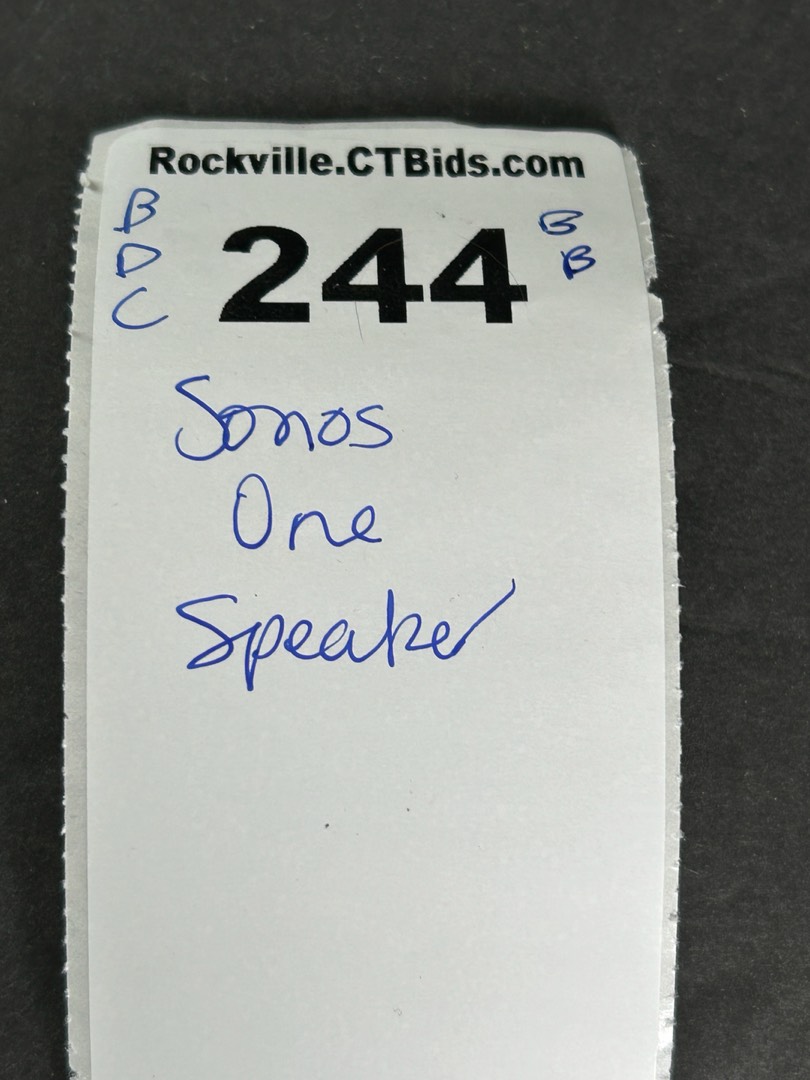 Rockville.CTBids.com
B
D
C
244
B
B
Sonos
One
Speaker